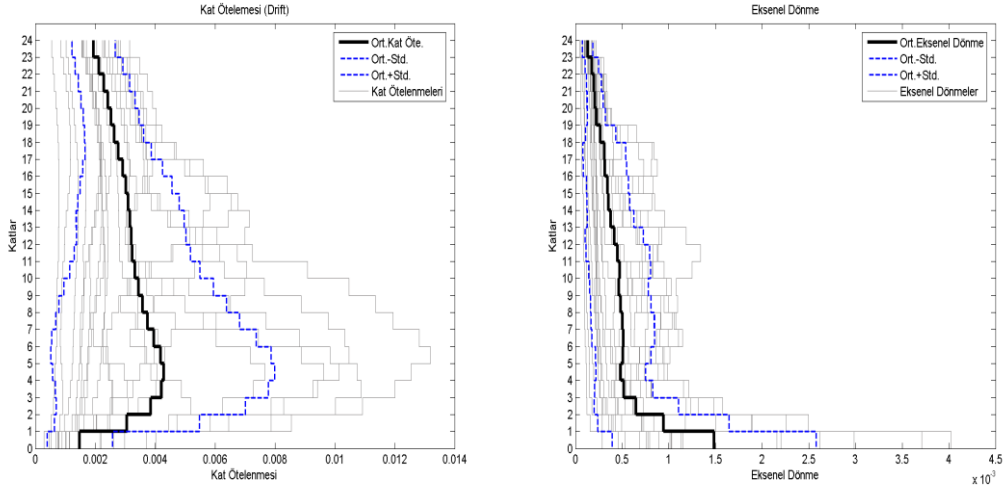 Kat Ötelemesi (Drift)
24
23
22
21
20
19
18
17
16
15
14
13
12
11
10
9
8
7
6
5
4
3
2
1
0
Katlar
Ort.Kat Öte.
Ort.-Std.
Ort.+Std.
Kat Ötelenmeleri
0 0.002 0.004 0.006 0.008 0.01 0.012 0.014
Kat Ötelenmesi
Eksenel Dönme
24
23
22
21
20
19
18
17
16
15
14
13
12
11
10
9
8
7
6
5
4
3
2
1
0
Katlar
Ort.Eksenel Dönme
Ort.-Std.
Ort.+Std.
Eksenel Dönmeler
0 0.5 1 1.5 2 2.5 3 3.5 4 4.5
Eksenel Dönme
x 10⁻³